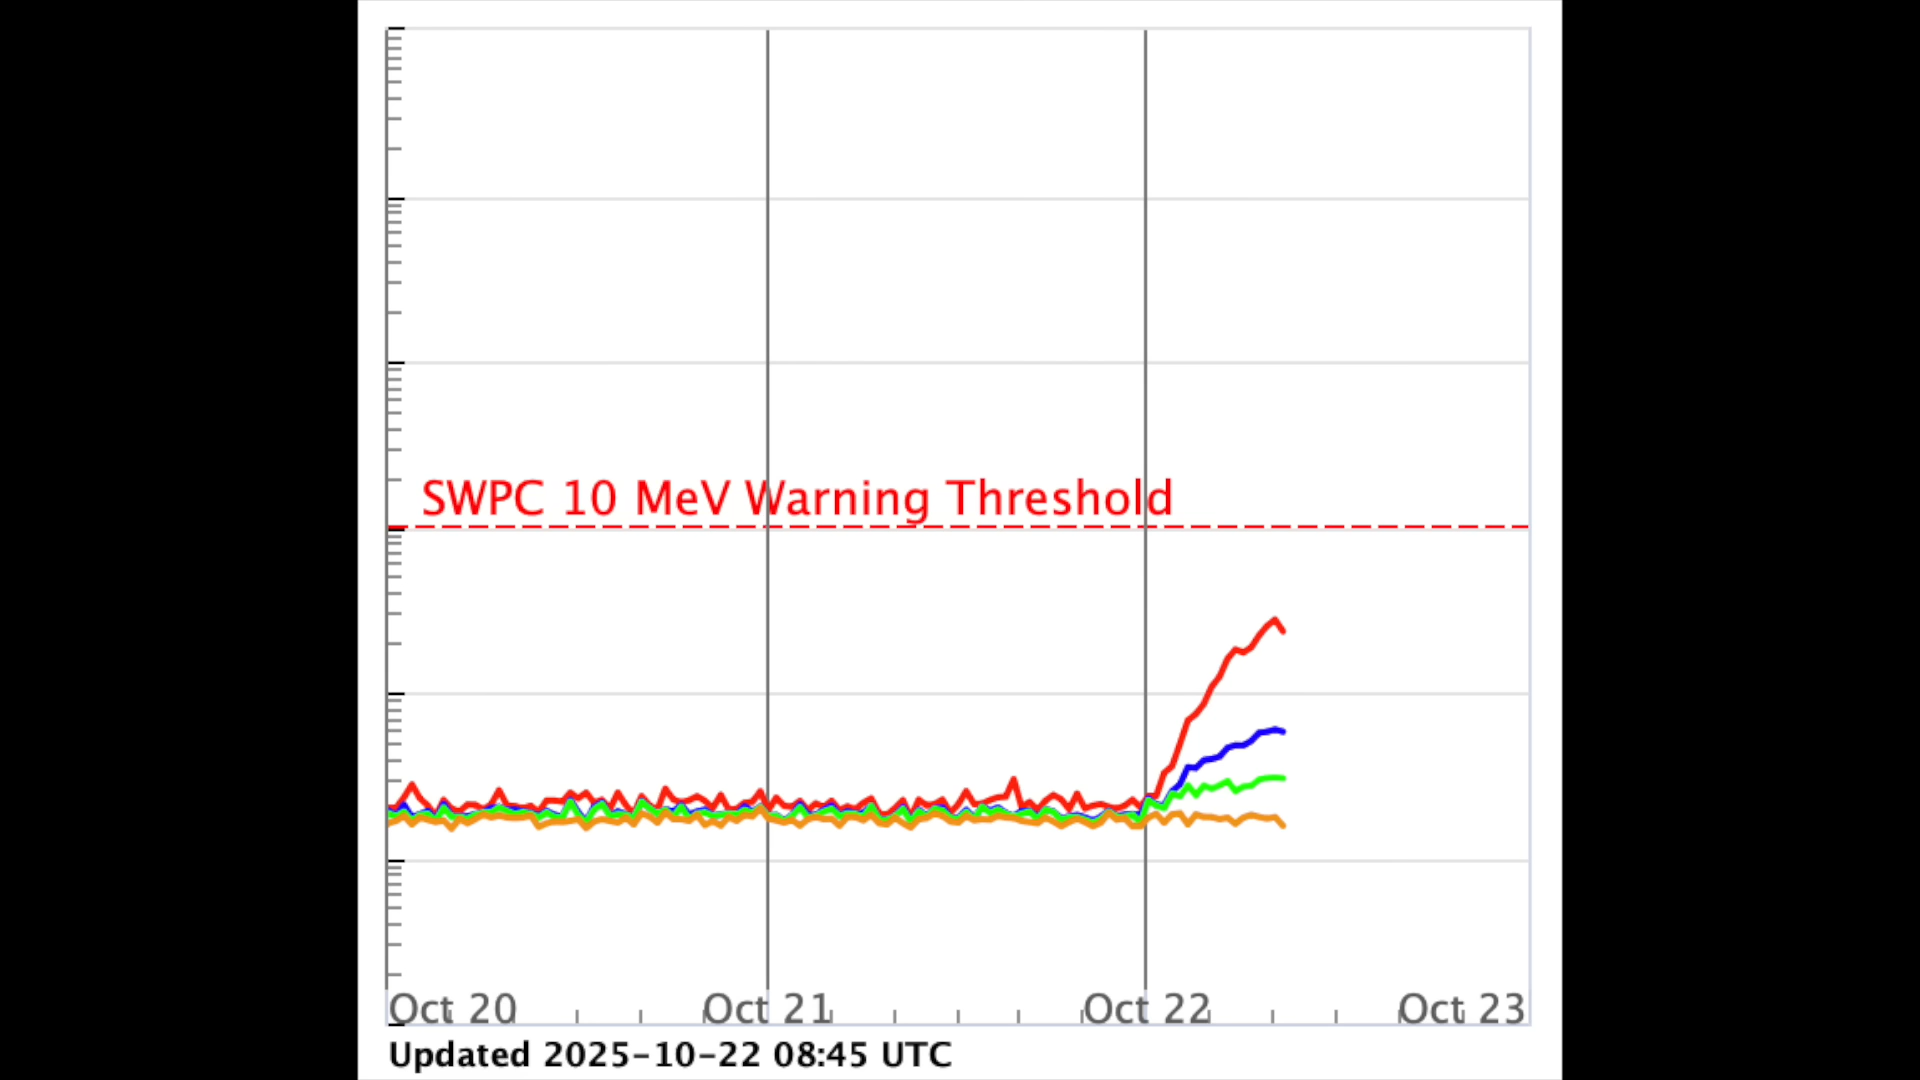 SWPC 10 MeV Warning Threshold
Oct 20 Oct 21 Oct 22 Oct 23
Updated 2025-10-22 08:45 UTC